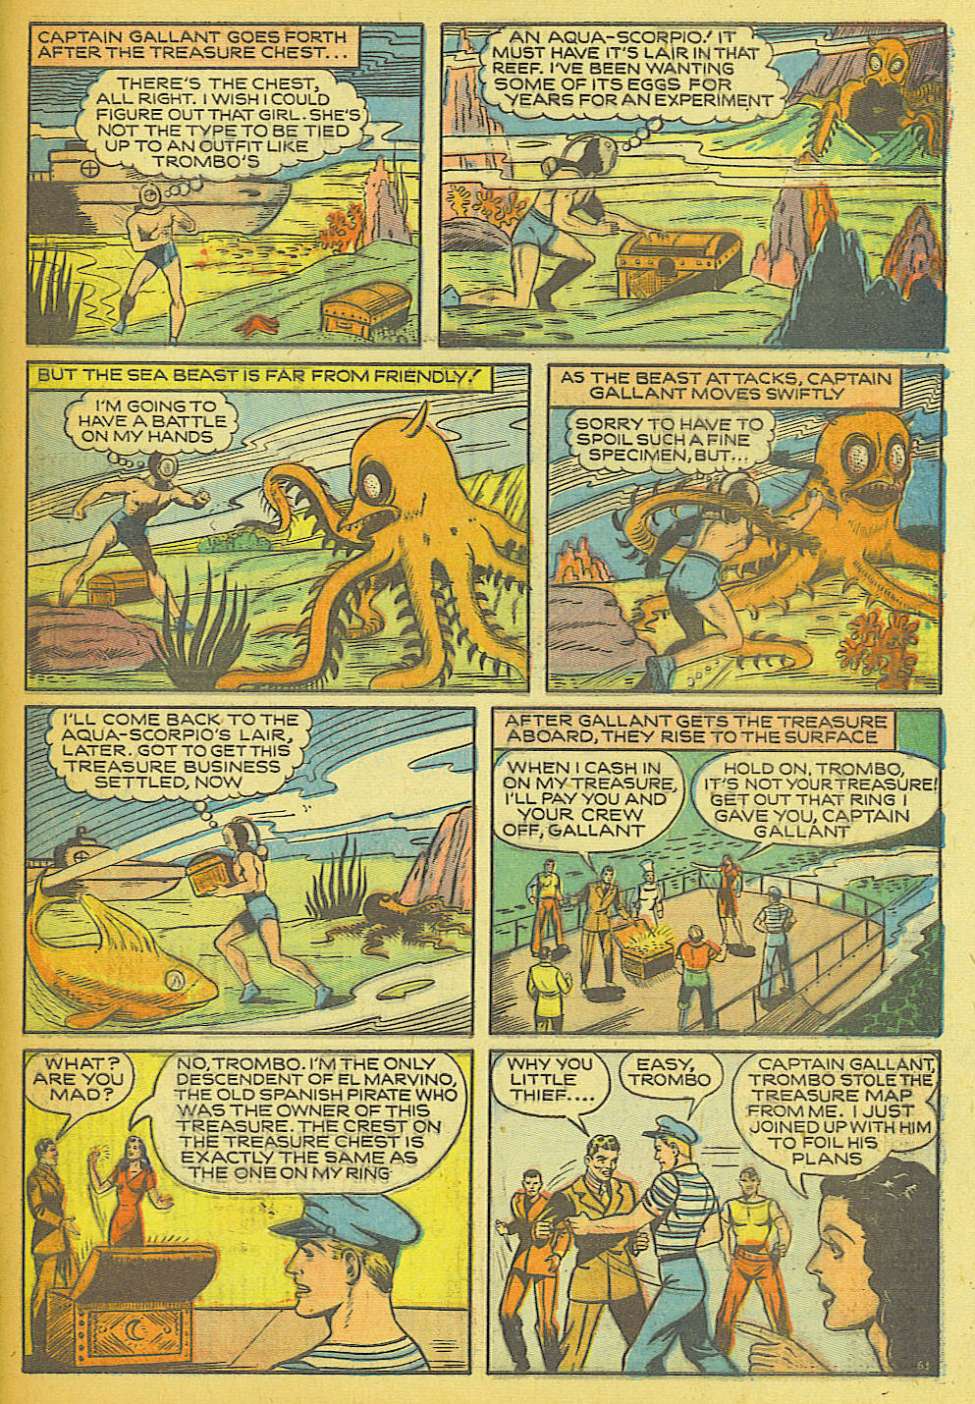 CAPTAIN GALLANT GOES FORTH
AFTER THE TREASURE CHEST...
THERE'S THE CHEST,
ALL RIGHT. I WISH I COULD
FIGURE OUT THAT GIRL. SHE'S
NOT THE TYPE TO BE TIED
UP TO AN OUTFIT LIKE
TROMBO'S
AN AQUA-SCORPIO! IT
MUST HAVE IT'S LAIR IN THAT
REEF. I'VE BEEN WANTING
SOME OF ITS EGGS FOR
YEARS FOR AN EXPERIMENT
BUT THE SEA BEAST IS FAR FROM FRIENDLY!
I'M GOING TO
HAVE A BATTLE
ON MY HANDS
AS THE BEAST ATTACKS, CAPTAIN
GALLANT MOVES SWIFTLY
SORRY TO HAVE TO
SPOIL SUCH A FINE
SPECIMEN, BUT...
I'LL COME BACK TO THE
AQUA-SCORPIO'S LAIR,
LATER. GOT TO GET THIS
TREASURE BUSINESS
SETTLED, NOW
AFTER GALLANT GETS THE TREASURE
ABOARD, THEY RISE TO THE SURFACE
WHEN I CASH IN
ON MY TREASURE,
I'LL PAY YOU AND
YOUR CREW
OFF, GALLANT
HOLD ON, TROMBO,
IT'S NOT YOUR TREASURE!
GET OUT THAT RING I
GAVE YOU, CAPTAIN
GALLANT
WHAT?
ARE YOU
MAD?
NO, TROMBO. I'M THE ONLY
DESCENDENT OF EL MARVINO,
THE OLD SPANISH PIRATE WHO
WAS THE OWNER OF THIS
TREASURE. THE CREST ON
THE TREASURE CHEST IS
EXACTLY THE SAME AS
THE ONE ON MY RING
WHY YOU
LITTLE
THIEF....
EASY,
TROMBO
CAPTAIN GALLANT,
TROMBO STOLE THE
TREASURE MAP
FROM ME. I JUST
JOINED UP WITH HIM
TO FOIL HIS
PLANS